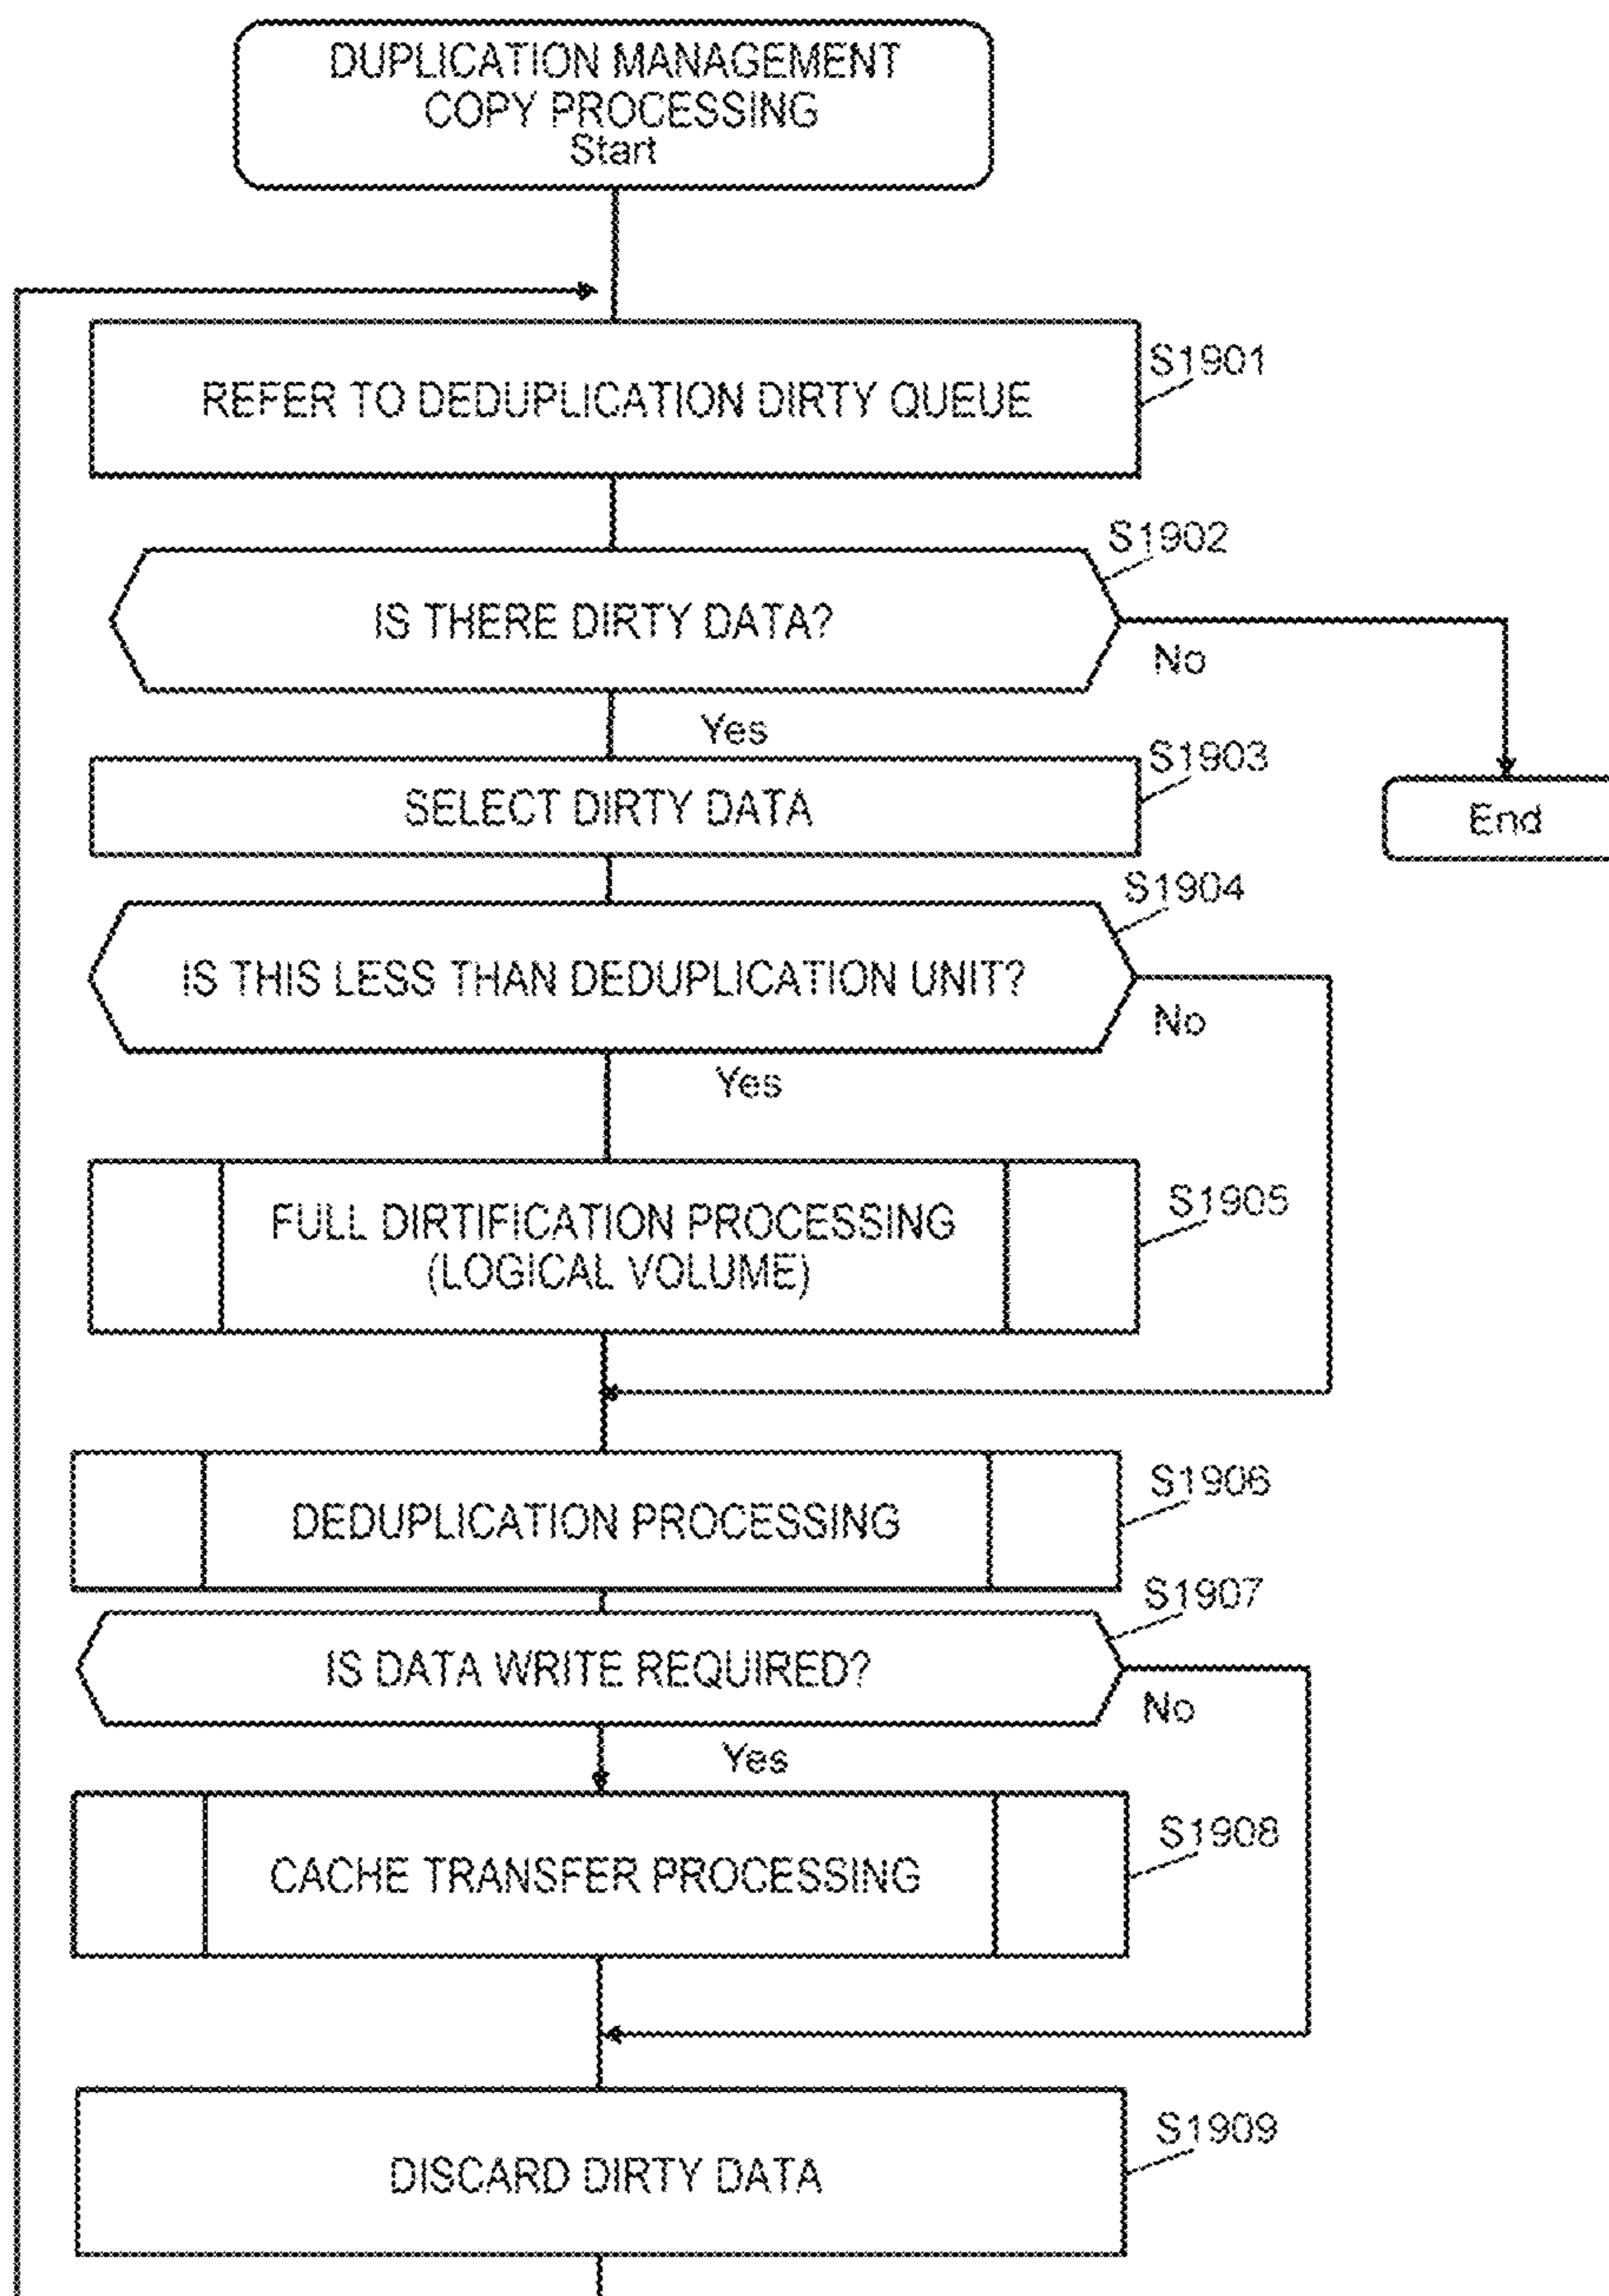 DUPLICATION MANAGEMENT
COPY PROCESSING
Start
S1901
REFER TO DEDUPLICATION DIRTY QUEUE
S1902
IS THERE DIRTY DATA?
No
Yes
S1903
SELECT DIRTY DATA
End
S1904
IS THIS LESS THAN DEDUPLICATION UNIT?
No
Yes
S1905
FULL DIRTIFICATION PROCESSING
(LOGICAL VOLUME)
S1906
DEDUPLICATION PROCESSING
S1907
IS DATA WRITE REQUIRED?
No
Yes
S1908
CACHE TRANSFER PROCESSING
S1909
DISCARD DIRTY DATA